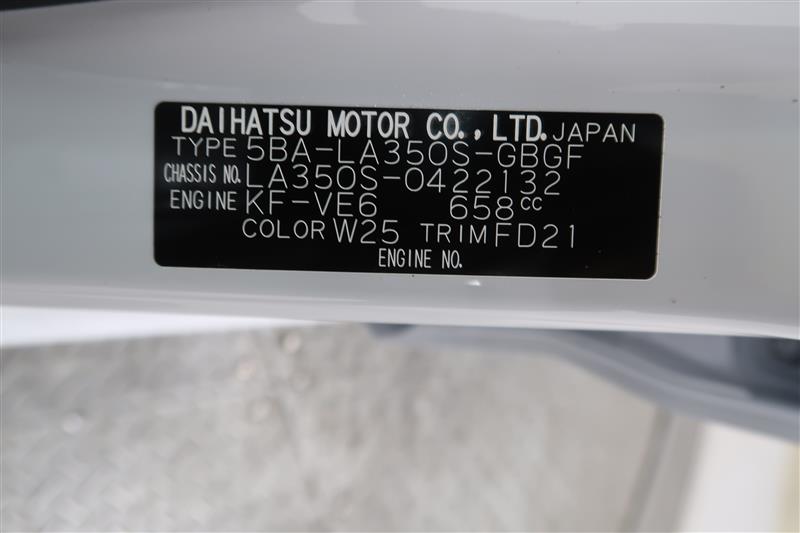 DAIHATSU MOTOR CO., LTD. JAPAN
TYPE 5BA-LA350S-GBGF
CHASSIS NO. LA350S-0422132
ENGINE KF-VE6 658cc
COLOR W25 TRIM FD21
ENGINE NO.